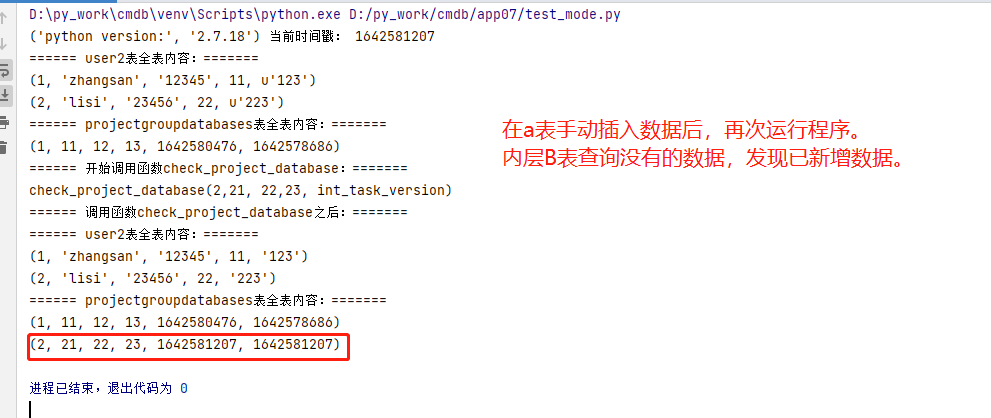 D:\py_work\cmdb\venv\Scripts\python.exe D:/py_work/cmdb/app07/test_mode.py
('python version:', '2.7.18') 当前时间戳： 1642581207
====== user2表全表内容：=======
(1, 'zhangsan', '12345', 11, u'123')
(2, 'lisi', '23456', 22, u'223')
====== projectgroupdatabases表全表内容：=======
(1, 11, 12, 13, 1642580476, 1642578686)
====== 开始调用函数check_project_database：=======
check_project_database(2,21, 22,23, int_task_version)
====== 调用函数check_project_database之后：=======
====== user2表全表内容：=======
(1, 'zhangsan', '12345', 11, '123')
(2, 'lisi', '23456', 22, '223')
====== projectgroupdatabases表全表内容：=======
(1, 11, 12, 13, 1642580476, 1642578686)
(2, 21, 22, 23, 1642581207, 1642581207)
进程已结束，退出代码为 0
在a表手动插入数据后，再次运行程序。
内层B表查询没有的数据，发现已新增数据。